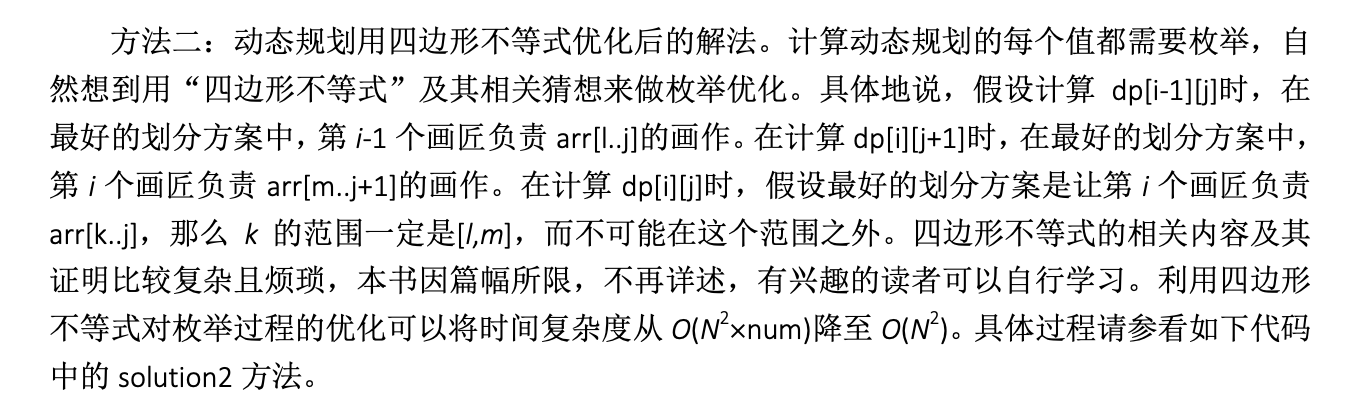 方法二：动态规划用四边形不等式优化后的解法。计算动态规划的每个值都需要枚举，自
然想到用“四边形不等式”及其相关猜想来做枚举优化。具体地说，假设计算 dp[i-1][j]时，在
最好的划分方案中，第 i-1 个画匠负责 arr[l..j]的画作。在计算 dp[i][j+1]时，在最好的划分方案中，
第 i 个画匠负责 arr[m..j+1]的画作。在计算 dp[i][j]时，假设最好的划分方案是让第 i 个画匠负责
arr[k..j]，那么 k 的范围一定是[l,m]，而不可能在这个范围之外。四边形不等式的相关内容及其
证明比较复杂且烦琐，本书因篇幅所限，不再详述，有兴趣的读者可以自行学习。利用四边形
不等式对枚举过程的优化可以将时间复杂度从 O(N²×num)降至 O(N²)。具体过程请参看如下代码
中的 solution2 方法。